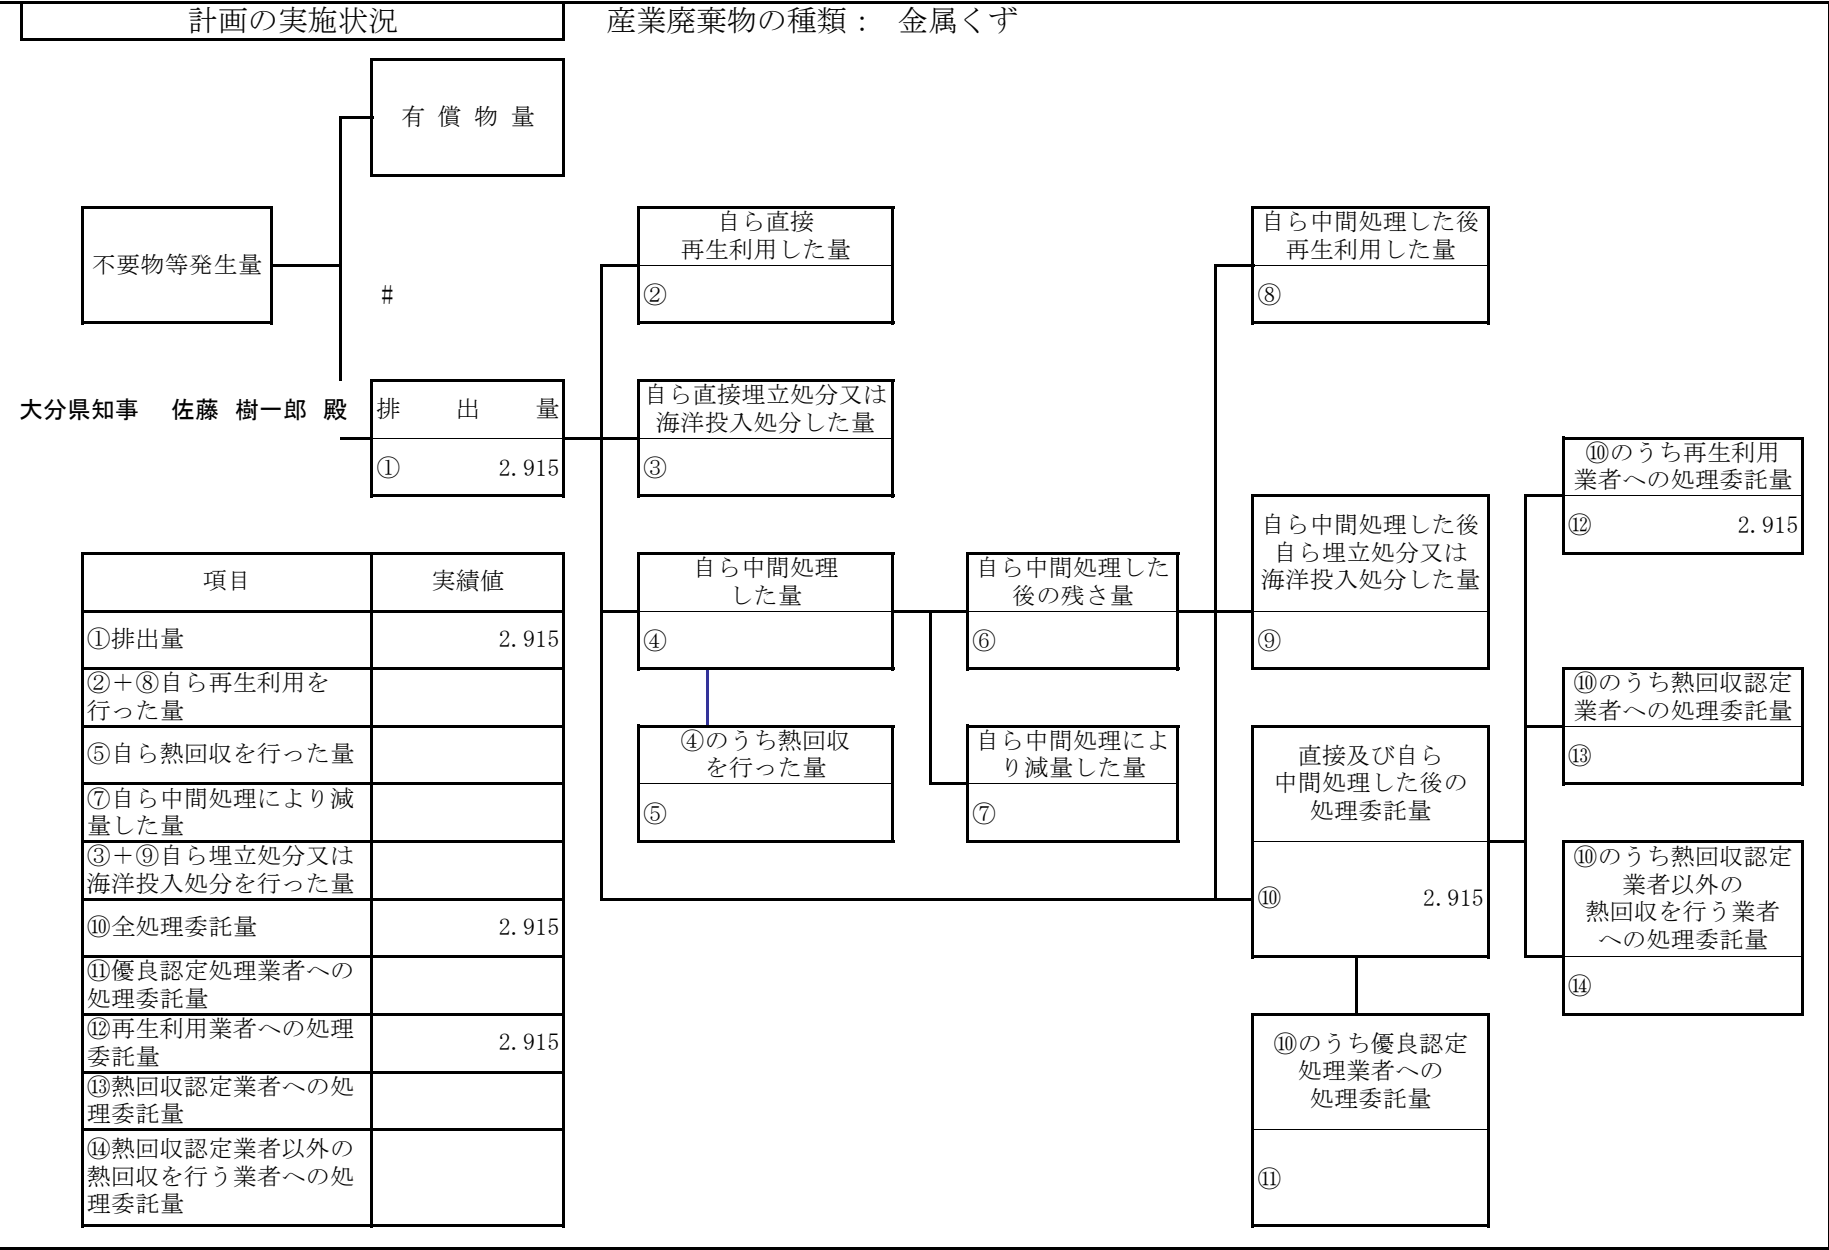 計画の実施状況
産業廃棄物の種類： 金属くず
有償物量
不要物等発生量
#
自ら直接
再生利用した量
②
自ら中間処理した後
再生利用した量
⑧
大分県知事 佐藤 樹一郎 殿
排出量
① 2.915
自ら直接埋立処分又は
海洋投入処分した量
③
⑩のうち再生利用
業者への処理委託量
⑫ 2.915
自ら中間処理
した量
④
自ら中間処理した
後の残さ量
⑥
自ら中間処理した後
自ら埋立処分又は
海洋投入処分した量
⑨
⑩のうち熱回収認定
業者への処理委託量
⑬
④のうち熱回収
を行った量
⑤
自ら中間処理によ
り減量した量
⑦
直接及び自ら
中間処理した後の
処理委託量
⑩ 2.915
⑩のうち熱回収認定
業者以外の
熱回収を行う業者
への処理委託量
⑭
⑩のうち優良認定
処理業者への
処理委託量
⑪
項目 実績値
①排出量 2.915
②＋⑧自ら再生利用を
行った量
⑤自ら熱回収を行った量
⑦自ら中間処理により減
量した量
③＋⑨自ら埋立処分又は
海洋投入処分を行った量
⑩全処理委託量 2.915
⑪優良認定処理業者への
処理委託量
⑫再生利用業者への処理
委託量 2.915
⑬熱回収認定業者への処
理委託量
⑭熱回収認定業者以外の
熱回収を行う業者への処
理委託量